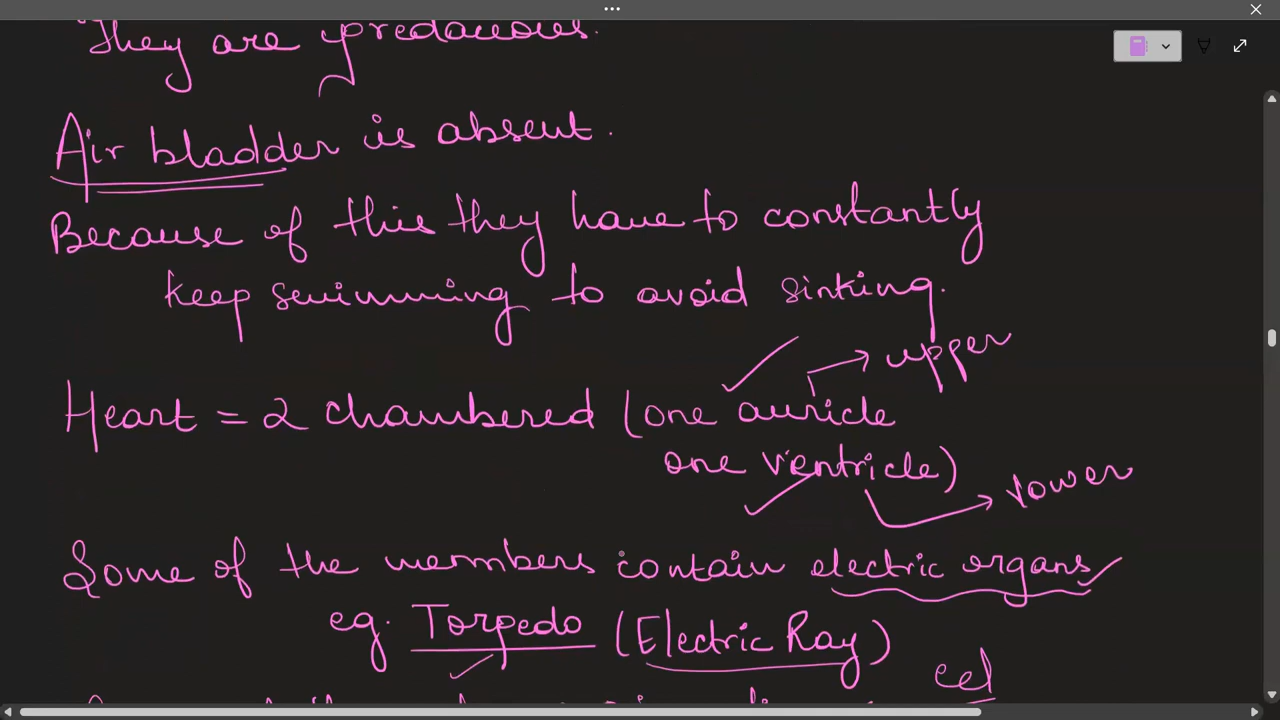 They are predaceous.
Air bladder is absent.
Because of this they have to constantly
keep swimming to avoid sinking.
upper
Heart = 2 chambered (one auricle
one ventricle)
lower
Some of the members contain electric organs
eg. Torpedo (Electric Ray)
eel